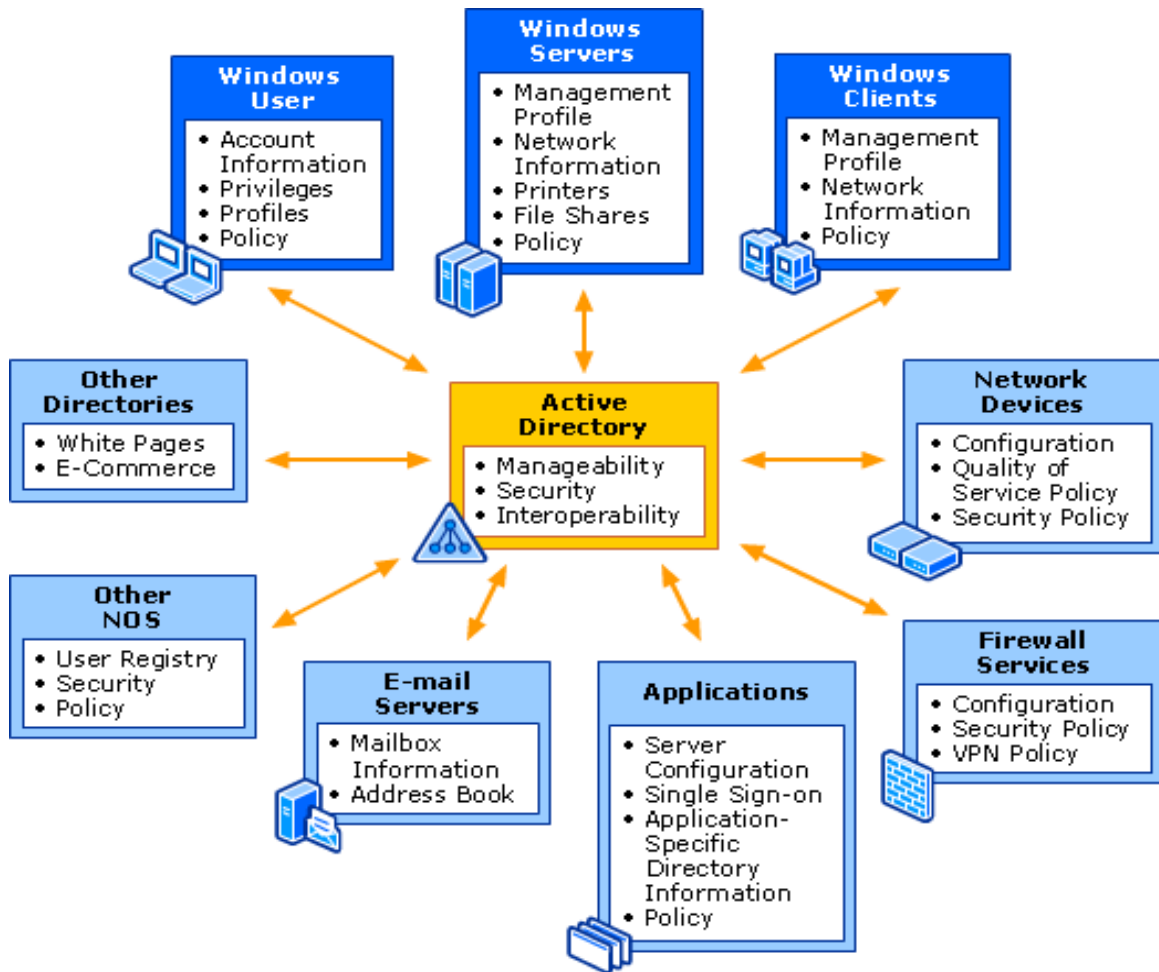 Windows
User
• Account
Information
• Privileges
• Profiles
• Policy
Windows
Servers
• Management
Profile
• Network
Information
• Printers
• File Shares
• Policy
Windows
Clients
• Management
Profile
• Network
Information
• Policy
Other
Directories
• White Pages
• E-Commerce
Active
Directory
• Manageability
• Security
• Interoperability
Network
Devices
• Configuration
• Quality of
Service Policy
• Security Policy
Other
NOS
• User Registry
• Security
• Policy
E-mail
Servers
• Mailbox
Information
• Address Book
Applications
• Server
Configuration
• Single Sign-on
• Application-
Specific
Directory
Information
• Policy
Firewall
Services
• Configuration
• Security Policy
• VPN Policy